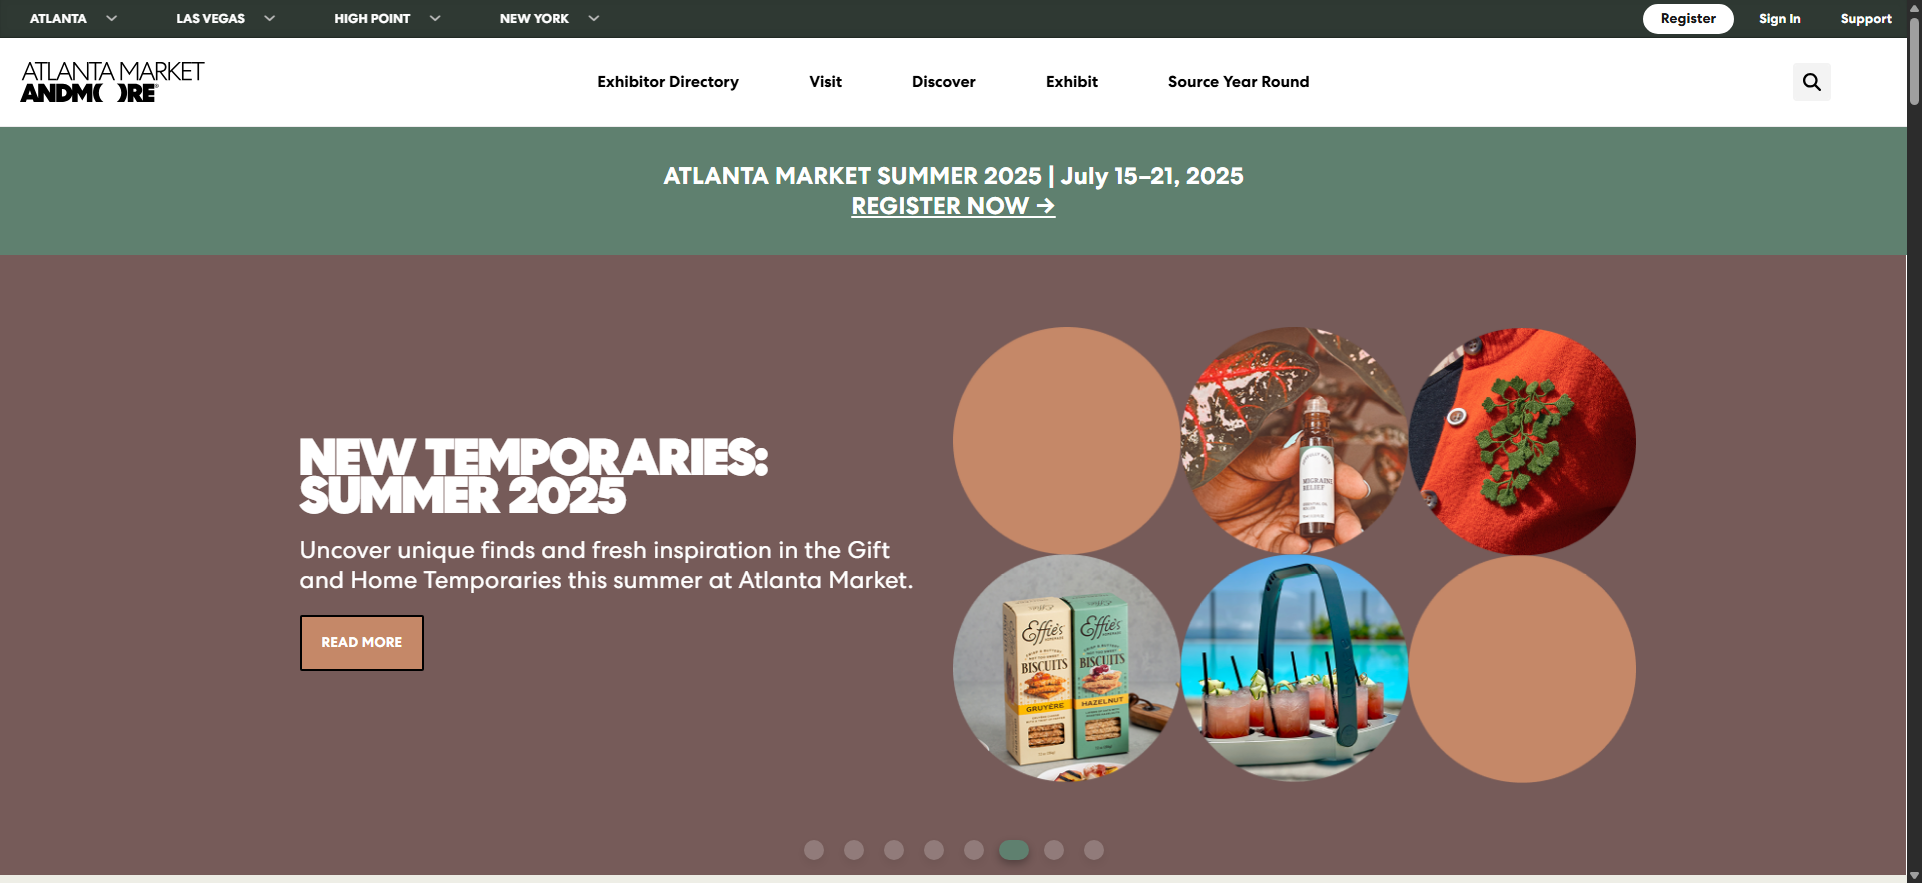 ATLANTA
LAS VEGAS
HIGH POINT
NEW YORK
Register
Sign In
Support
ATLANTA MARKET
ANDMORE
Exhibitor Directory
Visit
Discover
Exhibit
Source Year Round
ATLANTA MARKET SUMMER 2025 | July 15–21, 2025
REGISTER NOW →
NEW TEMPORARIES:
SUMMER 2025
Uncover unique finds and fresh inspiration in the Gift
and Home Temporaries this summer at Atlanta Market.
READ MORE
MIGRAINE
RELIEF
Effie's
HOMEMADE
BISCUITS
GRUYÈRE
Effie's
HOMEMADE
BISCUITS
HAZELNUT